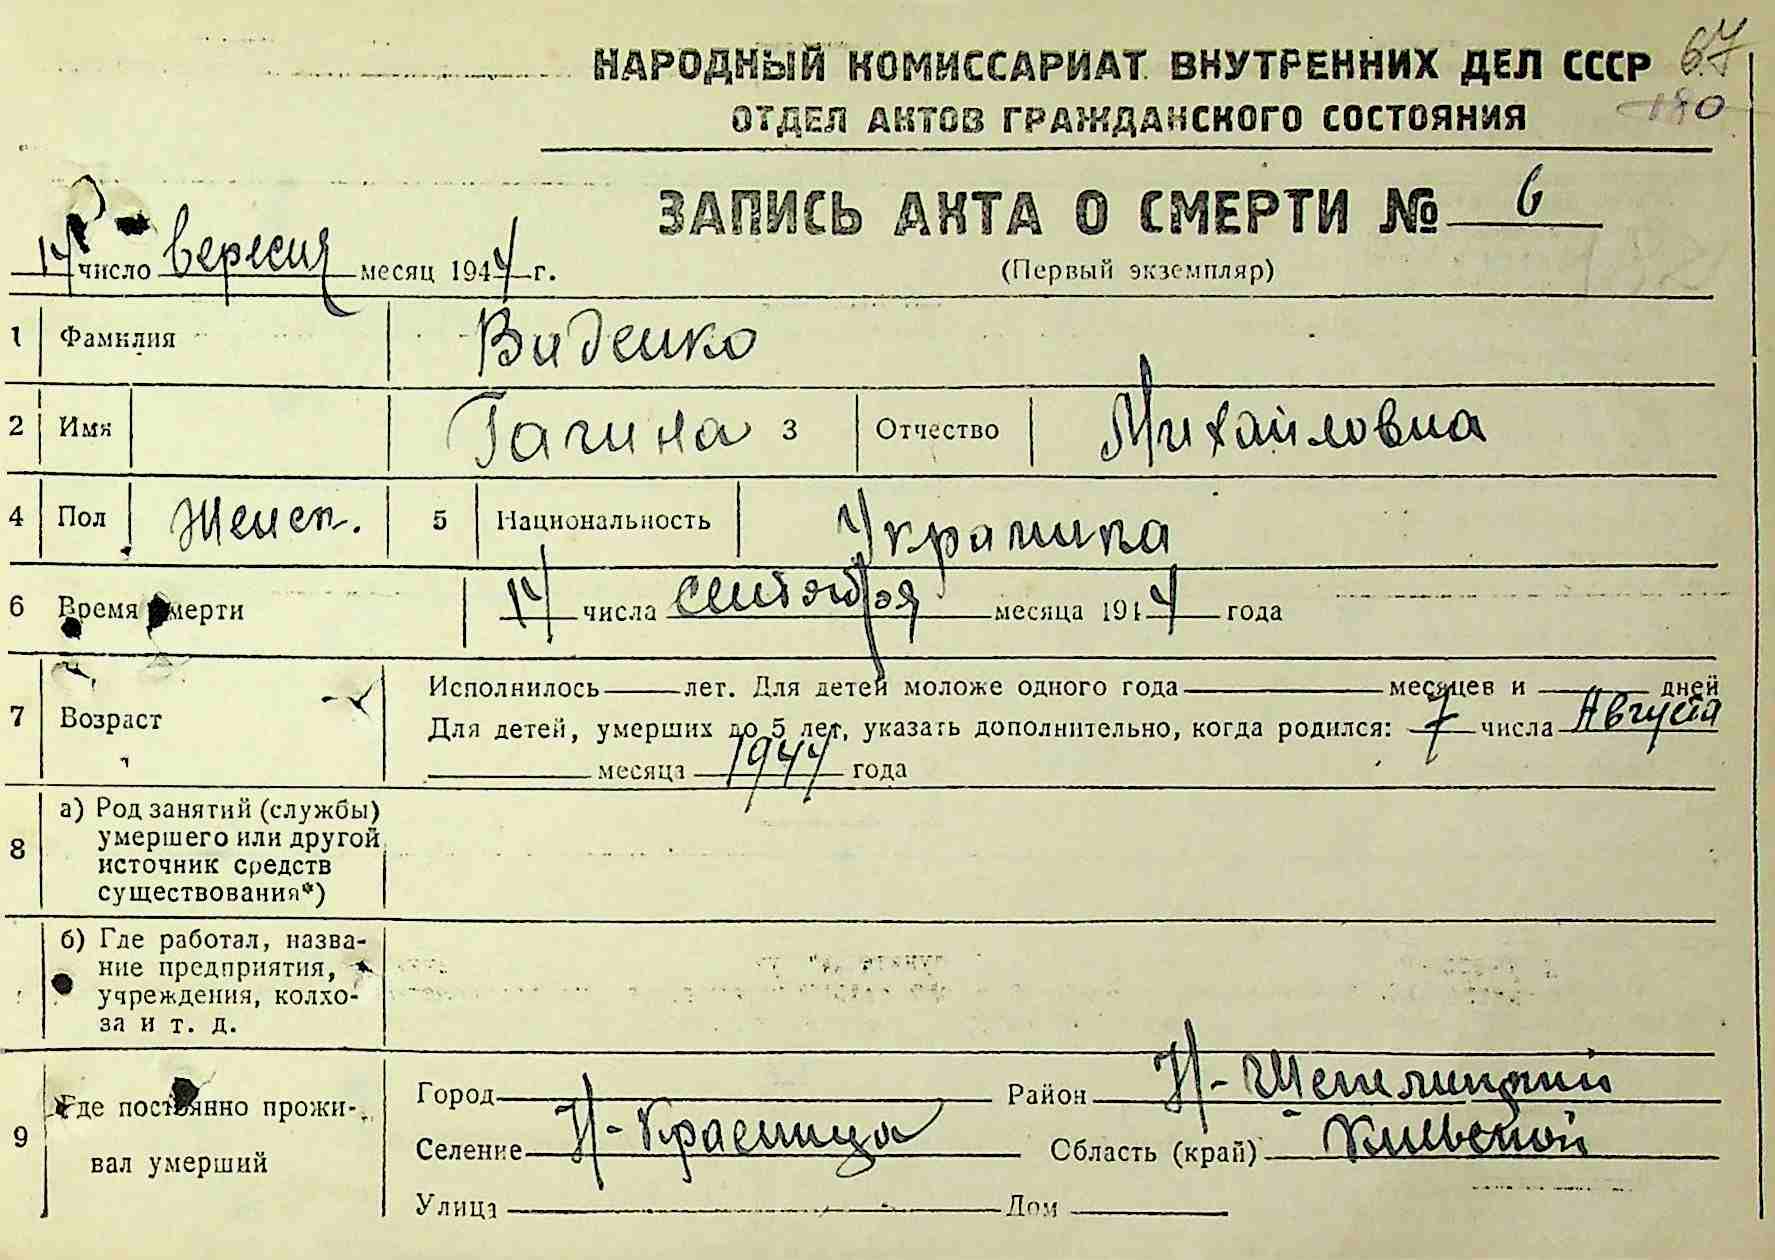 НАРОДНЫЙ КОМИССАРИАТ ВНУТРЕННИХ ДЕЛ СССР 67
ОТДЕЛ АКТОВ ГРАЖДАНСКОГО СОСТОЯНИЯ 180
ЗАПИСЬ АКТА О СМЕРТИ № 6
14 число вересня месяц 1944 г.
(Первый экземпляр)
1 Фамилия Виденко
2 Имя Гагина 3 Отчество Михайловна
4 Пол Женск. 5 Национальность Украинка
6 Время смерти 14 числа сентября месяца 1944 года
7 Возраст
Исполнилось лет. Для детей моложе одного года месяцев и дней
Для детей, умерших до 5 лет, указать дополнительно, когда родился: 7 числа Августа
месяца 1944 года
8
а) Род занятий (службы)
умершего или другой
источник средств
существования*)
б) Где работал, назва-
ние предприятия,
учреждения, колхо-
за и т. д.
9
Где постоянно прожи-
вал умерший
Город Район Н-Шепелицкий
Селение Н-Красница Область (край) Киевской
Улица Дом